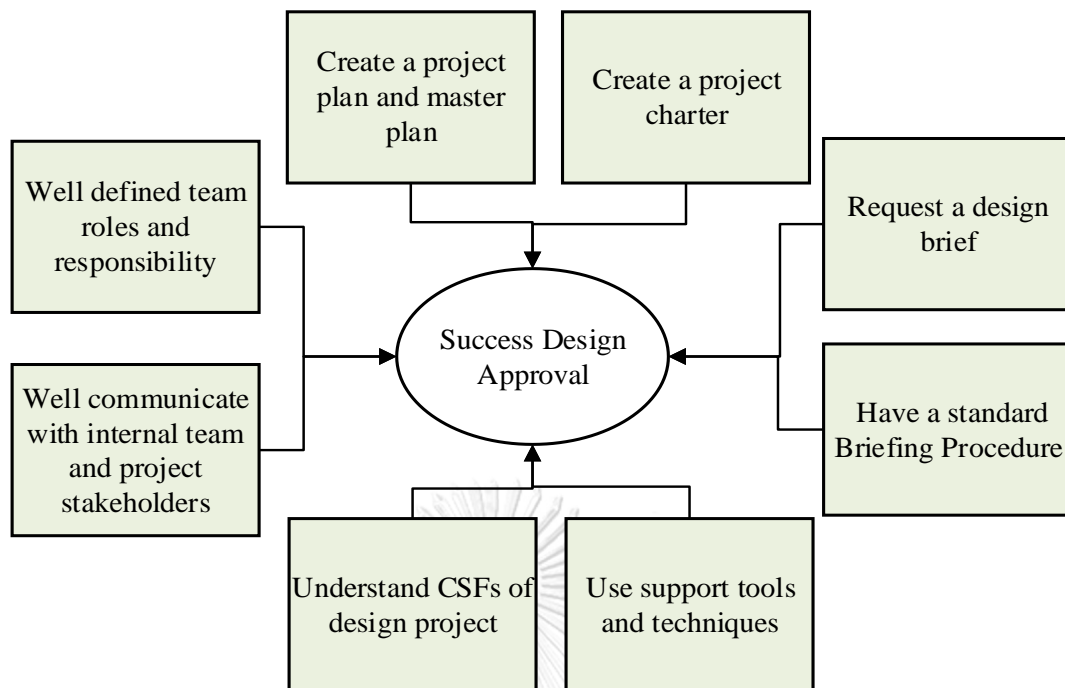 Create a project
plan and master
plan
Create a project
charter
Well defined team
roles and
responsibility
Request a design
brief
Success Design
Approval
Well communicate
with internal team
and project
stakeholders
Have a standard
Briefing Procedure
Understand CSFs of
design project
Use support tools
and techniques